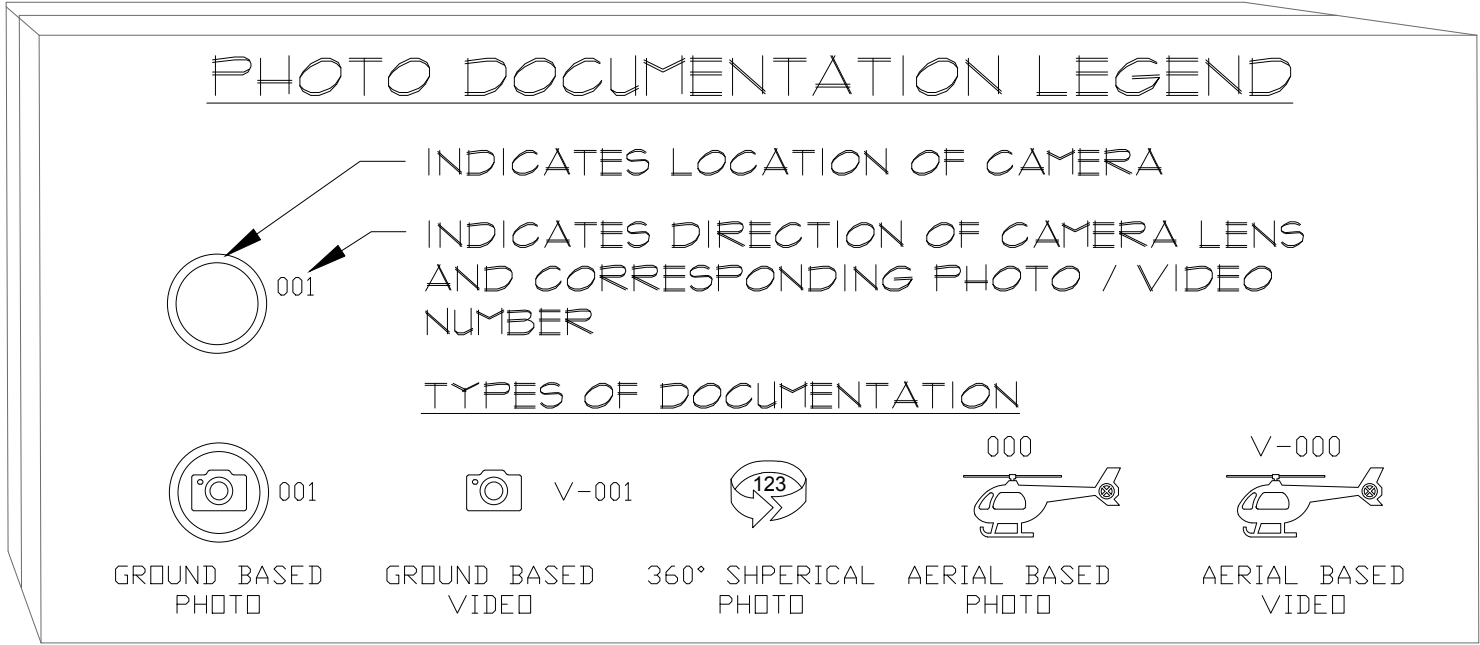 PHOTO DOCUMENTATION LEGEND
INDICATES LOCATION OF CAMERA
INDICATES DIRECTION OF CAMERA LENS
AND CORRESPONDING PHOTO / VIDEO
NUMBER
001
TYPES OF DOCUMENTATION
001
V-001
123
000
V-000
GROUND BASED
PHOTO
GROUND BASED
VIDEO
360° SHPERICAL
PHOTO
AERIAL BASED
PHOTO
AERIAL BASED
VIDEO